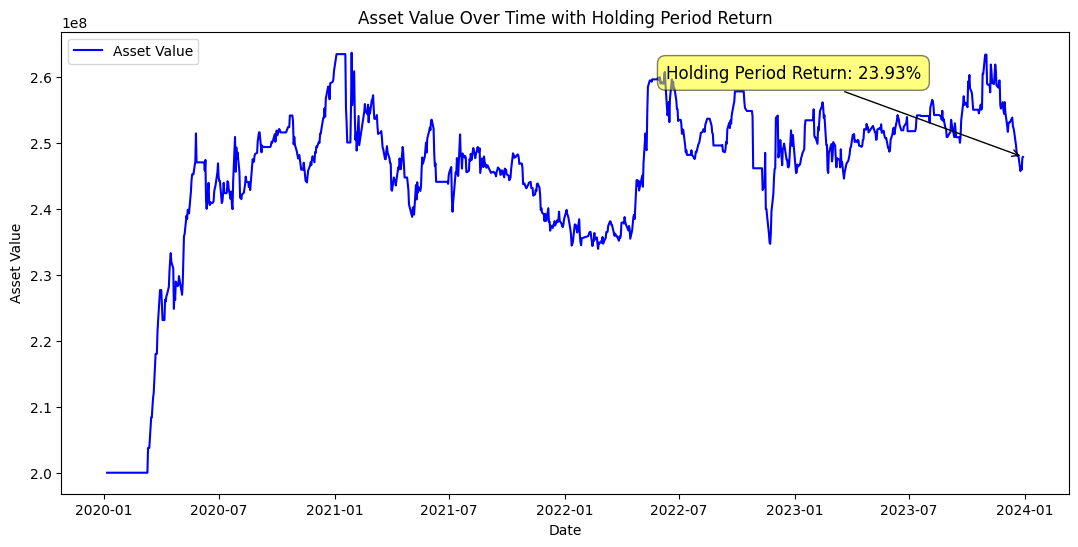 Asset Value Over Time with Holding Period Return
1e8
Asset Value
Holding Period Return: 23.93%
2.6
2.5
2.4
2.3
2.2
2.1
2.0
Asset Value
2020-01 2020-07 2021-01 2021-07 2022-01 2022-07 2023-01 2023-07 2024-01
Date